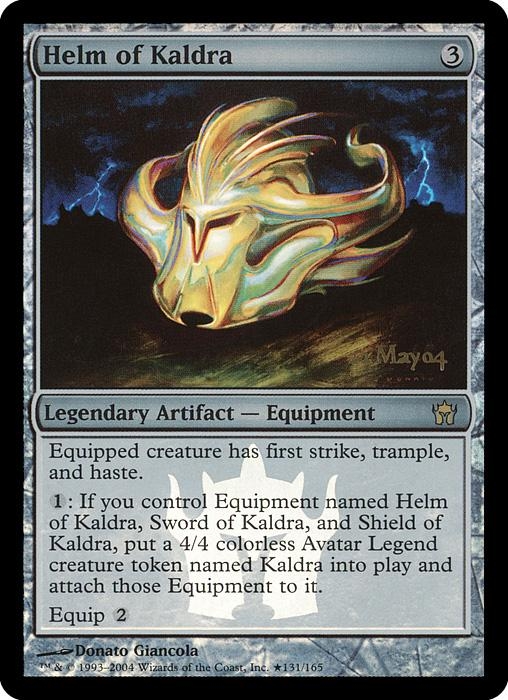 Helm of Kaldra 3
May04
Legendary Artifact — Equipment
Equipped creature has first strike, trample,
and haste.
1: If you control Equipment named Helm
of Kaldra, Sword of Kaldra, and Shield of
Kaldra, put a 4/4 colorless Avatar Legend
creature token named Kaldra into play and
attach those Equipment to it.
Equip 2
Donato Giancola
™ & © 1993–2004 Wizards of the Coast, Inc. ★131/165